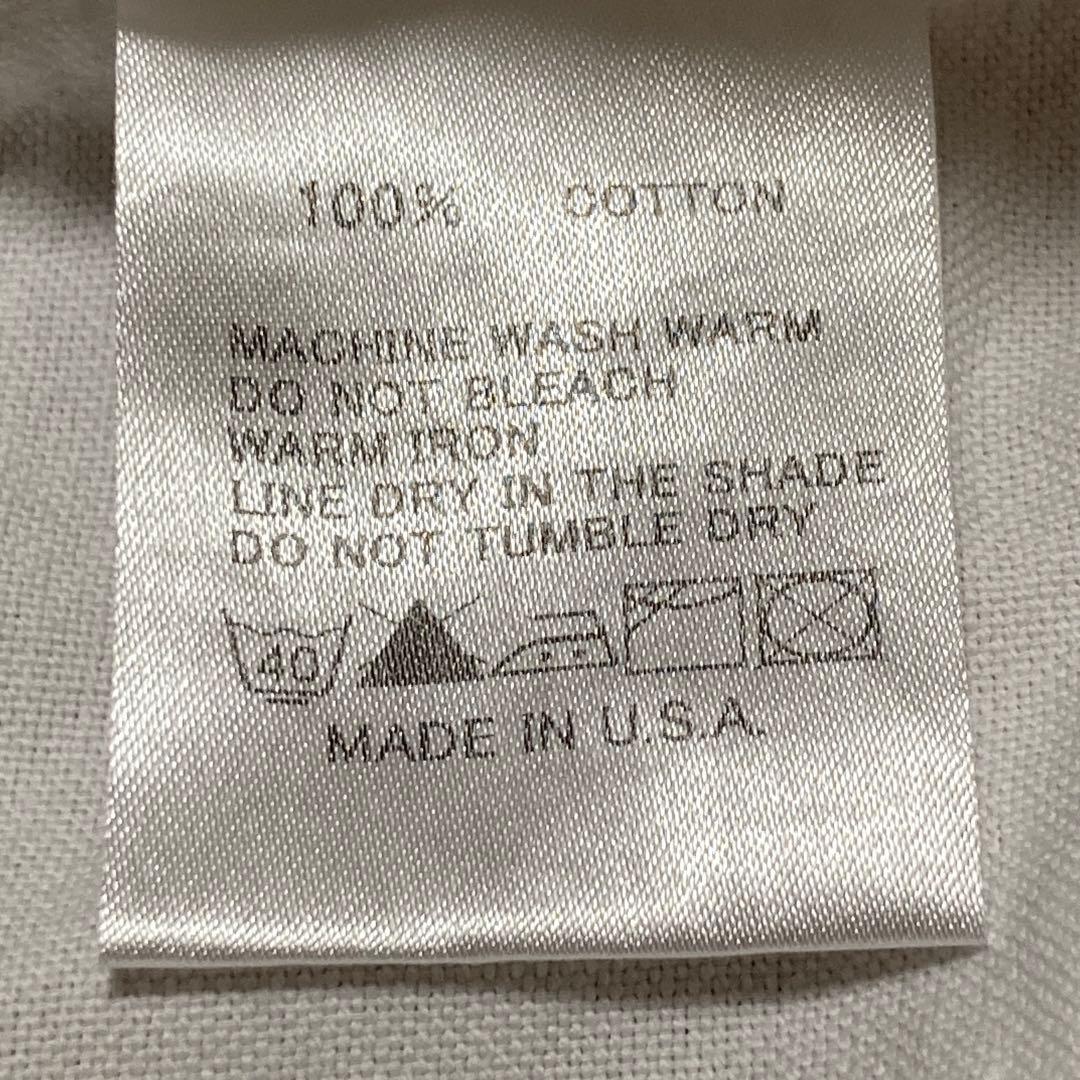 100% COTTON
MACHINE WASH WARM
DO NOT BLEACH
WARM IRON
LINE DRY IN THE SHADE
DO NOT TUMBLE DRY
40
MADE IN U.S.A.